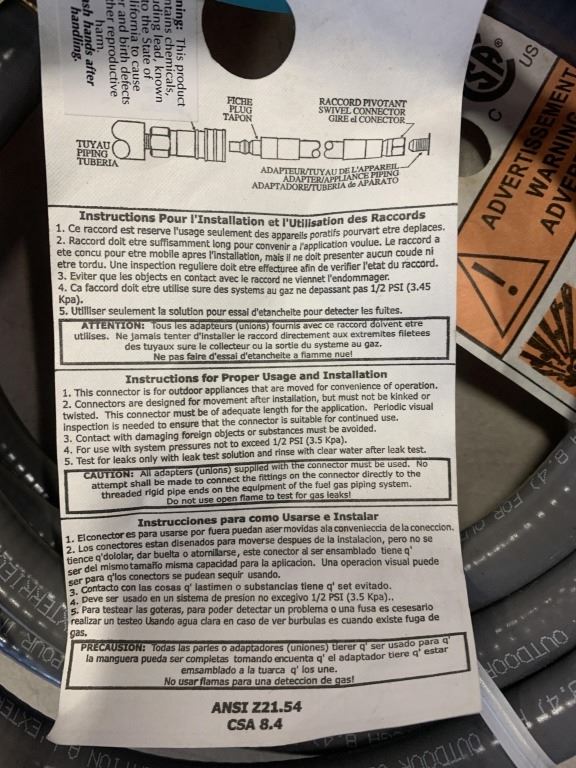 ning: This product
ntains chemicals,
ding lead, known
to the State of
lifornia to cause
r and birth defects
her reproductive
harm.
sh hands after
handling.
FICHE
PLUG
TAPON
RACCORD PIVOTANT
SWIVEL CONNECTOR
GIRE el CONECTOR
TUYAU
PIPING
TUBERIA
ADAPTEUR/TUYAU DE L'APPAREIL
ADAPTER/APPLIANCE PIPING
ADAPTADORE/TUBERIA de APARATO
Instructions Pour l'Installation et l'Utilisation des Raccords
1. Ce raccord est reserve l'usage seulement des appareils poratifs pourvart etre deplaces.
2. Raccord doit etre suffisamment long pour convenir a l'application voulue. Le raccord a
ete concu pour etre mobile apres l'installation, mais il ne doit presenter aucun coude ni
etre tordu. Une inspection reguliere doit etre effecturee afin de verifier l'etat du raccord.
3. Eviter que les objects en contact avec le raccord ne viennet l'endommager.
4. Ca faccord doit etre utilise sure des systems au gaz ne depassant pas 1/2 PSI (3.45
Kpa).
5. Utilliser seulement la solution pour essai d'etancheite pour detecter les fuites.
ATTENTION: Tous les adapteurs (unions) fournis avec ce raccord doivent etre
utilises. Ne jamais tenter d'installer le raccord directement aux extremites filetees
des tuyaux sure le collecteur ou la sortie du systeme au gaz.
Ne pas faire d'essai d'etancheite a flamme nue!
Instructions for Proper Usage and Installation
1. This connector is for outdoor appliances that are moved for convenience of operation.
2. Connectors are designed for movement after installation, but must not be kinked or
twisted. This connector must be of adequate length for the application. Periodic visual
inspection is needed to ensure that the connector is suitable for continued use.
3. Contact with damaging foreign objects or substances must be avoided.
4. For use with system pressures not to exceed 1/2 PSI (3.5 Kpa).
5. Test for leaks only with leak test solution and rinse with clear water after leak test.
CAUTION: All adapters (unions) supplied with the connector must be used. No
attempt shall be made to connect the fittings on the connector directly to the
threaded rigid pipe ends on the equipment of the fuel gas piping system.
Do not use open flame to test for gas leaks!
Instrucciones para como Usarse e Instalar
1. Elconector es para usarse por fuera puedan aser movidas ala convenieccia de la coneccion.
2. Los conectores estan disenados para moverse despues de la instalacion, pero no se
tience q'dololar, dar buelta o atornillarse, este conector al ser ensamblado tiene q'
ser del mismo tamaño misma capacidad para la aplicacion. Una operacion visual puede
ser para q'los conectors se pudean sequir usando.
3. Contacto con las cosas q' lastimen o substancias tiene q' set evitado.
4. Deve ser usado en un sistema de presion no excegivo 1/2 PSI (3.5 Kpa)..
5. Para testear las goteras, para poder detectar un problema o una fusa es cesesario
realizar un testeo Usando agua clara en caso de ver burbulas es cuando existe fuga de
gas.
PRECAUSION: Todas las parles o adaptadores (uniones) tierer q' ser usado para q'
la manguera pueda ser completas tomando encuenta q' el adaptador tiere q' estar
emsamblado a la tuarca q' los une.
No usar flamas para una deteccion de gas!
ANSI Z21.54
CSA 8.4
C
US
ADVERTISSEMENT
WARNING
OUTDOOR